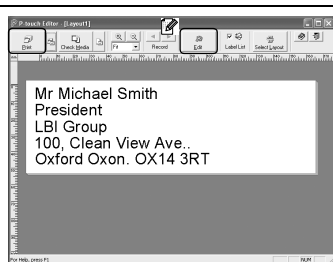 P-touch Editor - [Layout1]
Print Check Media Fit Record Edit Label List Select Layout
Mr Michael Smith
President
LBI Group
100, Clean View Ave..
Oxford Oxon. OX14 3RT
For Help, press F1 NUM